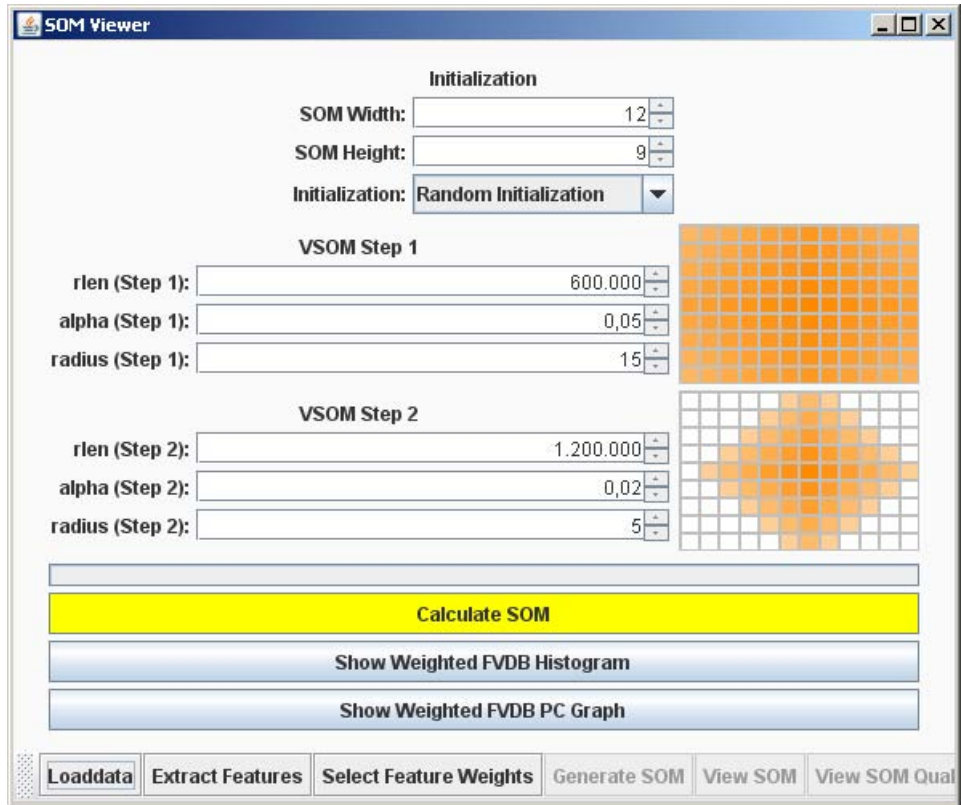 SOM Viewer
Initialization
SOM Width: 12
SOM Height: 9
Initialization: Random Initialization
VSOM Step 1
rlen (Step 1): 600.000
alpha (Step 1): 0,05
radius (Step 1): 15
VSOM Step 2
rlen (Step 2): 1.200.000
alpha (Step 2): 0,02
radius (Step 2): 5
Calculate SOM
Show Weighted FVDB Histogram
Show Weighted FVDB PC Graph
Loaddata Extract Features Select Feature Weights Generate SOM View SOM View SOM Qual